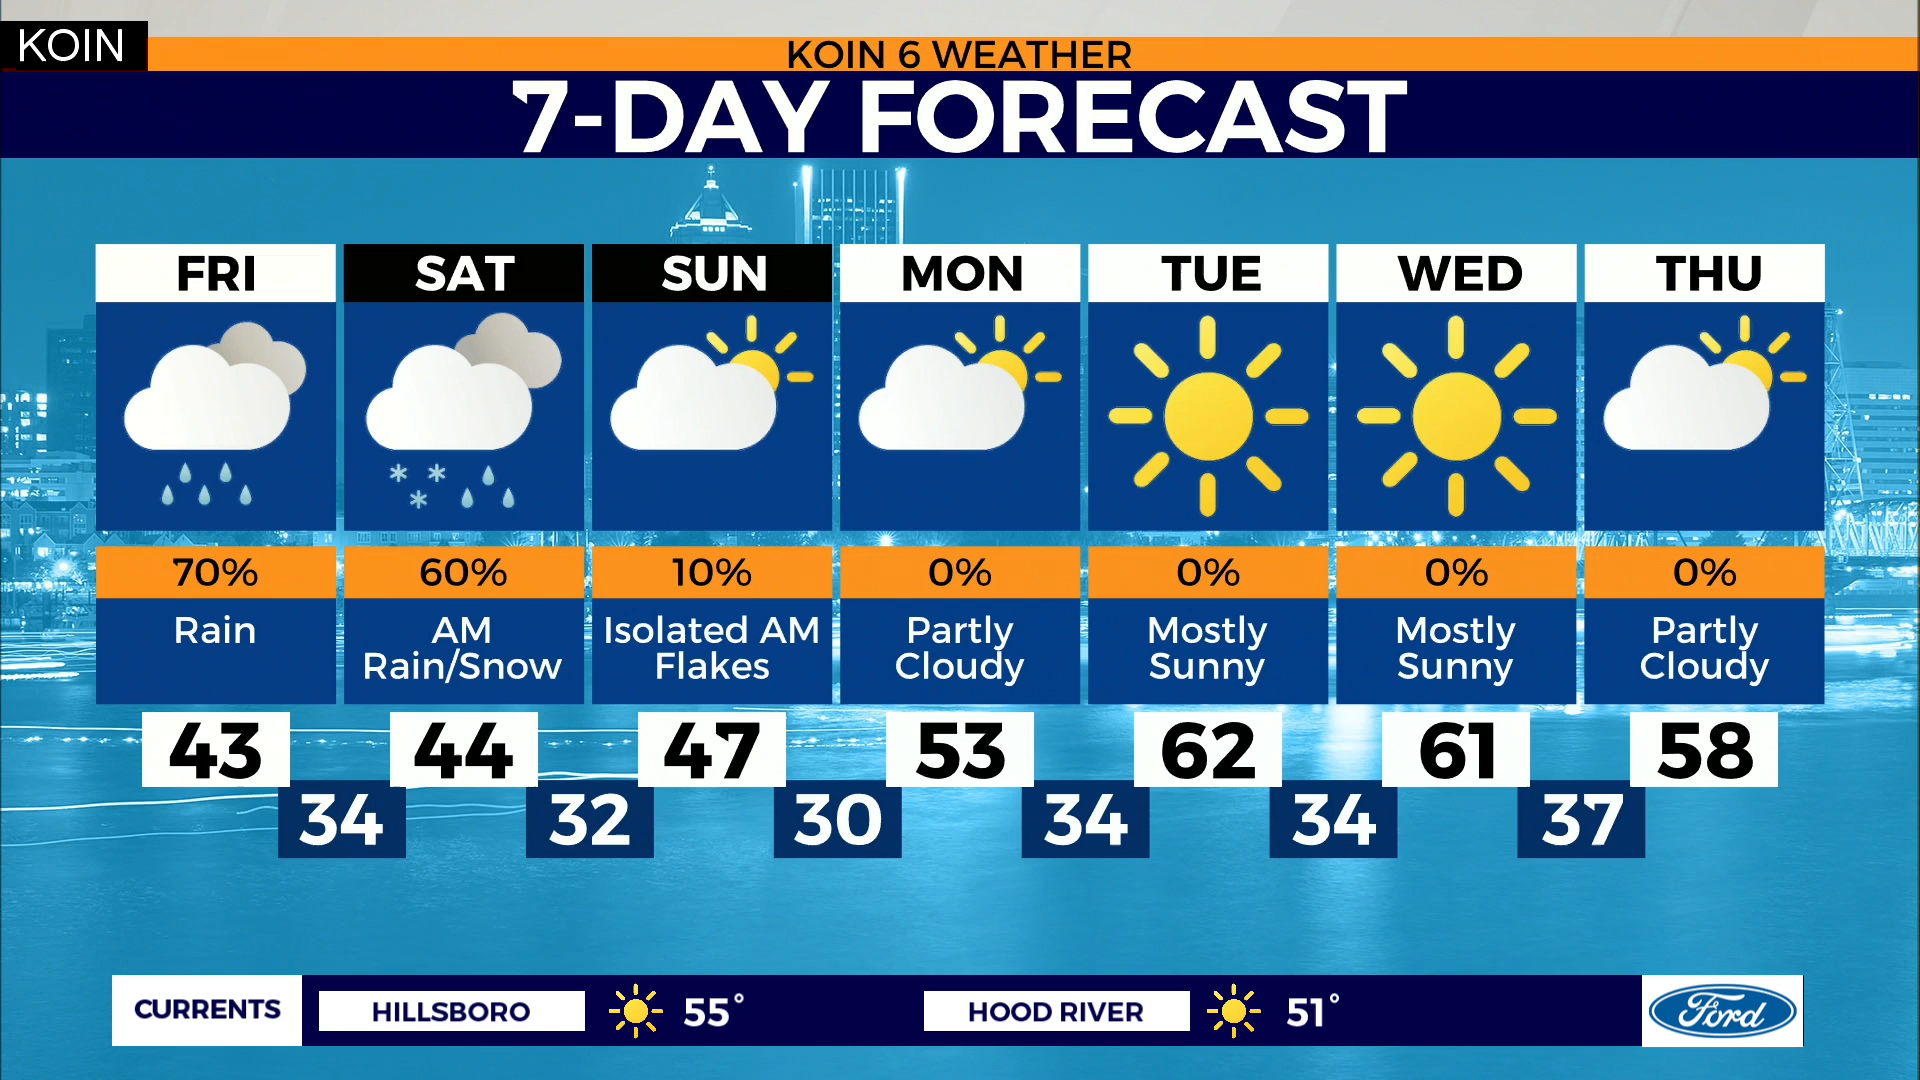 KOIN
KOIN 6 WEATHER
7-DAY FORECAST
FRI SAT SUN MON TUE WED THU
70% 60% 10% 0% 0% 0% 0%
Rain AM Isolated AM Partly Mostly Mostly Partly
Rain/Snow Flakes Cloudy Sunny Sunny Cloudy
43 44 47 53 62 61 58
34 32 30 34 34 37
CURRENTS HILLSBORO 55° HOOD RIVER 51° Ford